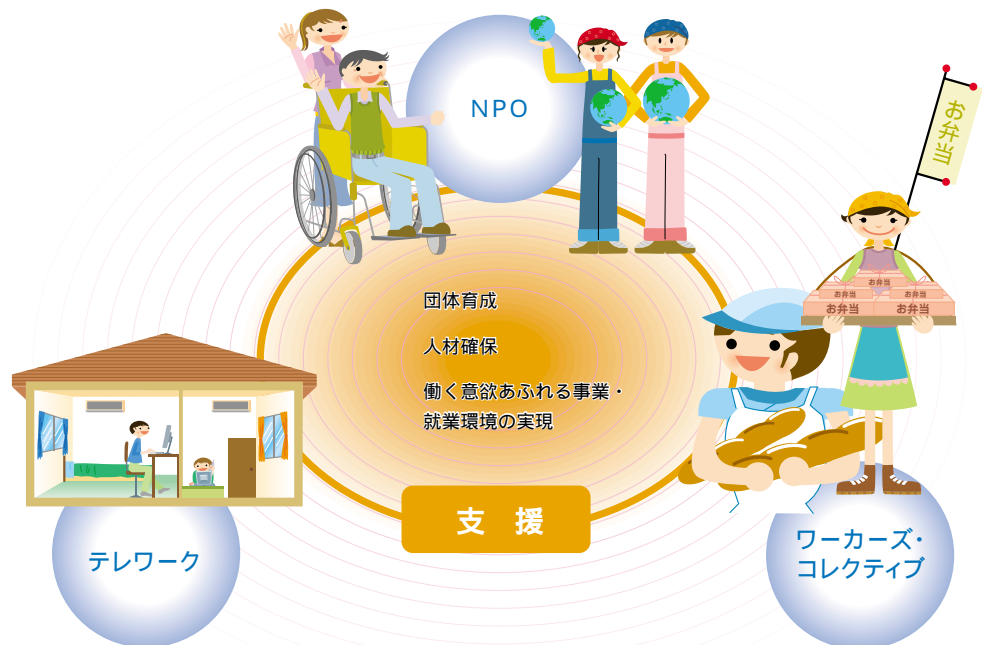 NPO
お弁当
団体育成
人材確保
働く意欲あふれる事業・
就業環境の実現
お弁当
お弁当
お弁当
お弁当
お弁当
支 援
テレワーク
ワーカーズ・
コレクティブ